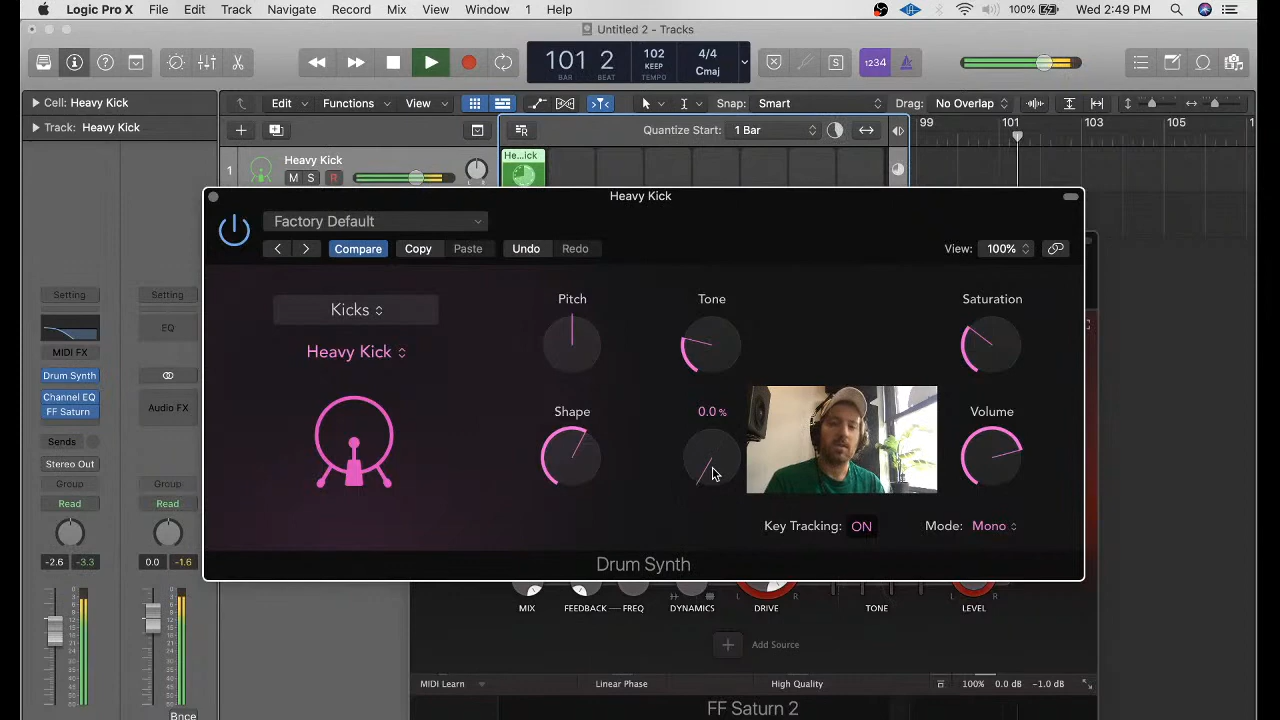 Logic Pro X File Edit Track Navigate Record Mix View Window 1 Help 100% Wed 2:49 PM
Untitled 2 - Tracks
101 2 102 4/4
BAR BEAT TEMPO Cmaj
1234
Cell: Heavy Kick
Edit Functions View Snap: Smart Drag: No Overlap
Track: Heavy Kick
Quantize Start: 1 Bar
99 101 103 105
1 Heavy Kick
He...ick
M S R
L R
Heavy Kick
Factory Default
Compare Copy Paste Undo Redo View: 100%
Setting Setting
EQ
MIDI FX
Drum Synth
Channel EQ
FF Saturn
Audio FX
Sends
Stereo Out
Group Group
Read Read
-2.6 -3.3 0.0 -1.6
Bnce
Kicks
Heavy Kick
Pitch Tone Saturation
Shape 0.0 % Volume
Key Tracking: ON Mode: Mono
Drum Synth
MIX FEEDBACK FREQ DYNAMICS L DRIVE R TONE L LEVEL R
Add Source
MIDI Learn Linear Phase High Quality 100% 0.0 dB -1.0 dB
FF Saturn 2